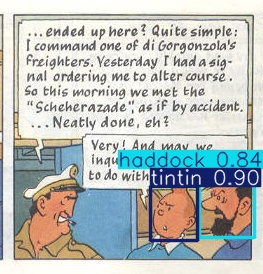 ...ended up here? Quite simple:
I command one of di Gorgonzola's
freighters. Yesterday I had a sig-
nal ordering me to alter course.
So this morning we met the
"Scheherazade", as if by accident.
...Neatly done, eh?
Very! And may we
inqu
to do with
haddock 0.84
tintin 0.90